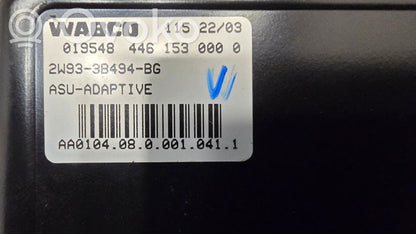 WABCO 115 22/03
019548 446 153 000 0
2W93-3B494-BG
ASU-ADAPTIVE
AA0104.08.0.001.041.1
ovoko